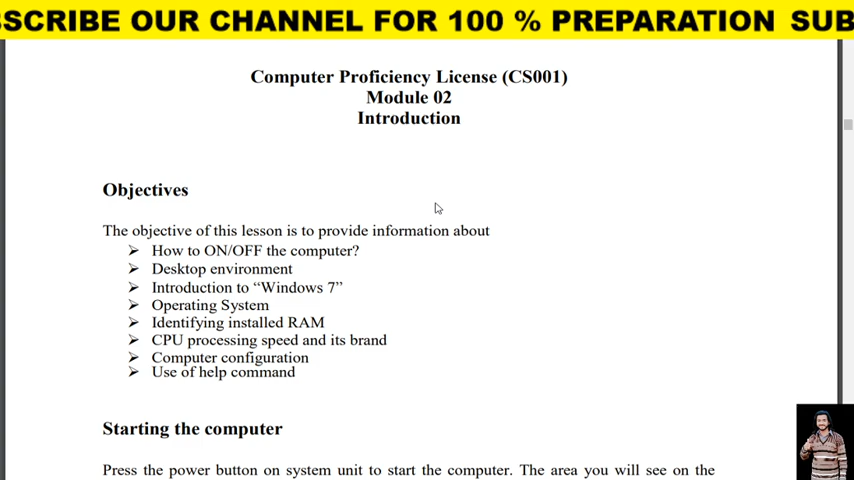 SCRIBE OUR CHANNEL FOR 100 % PREPARATION SUB
Computer Proficiency License (CS001)
Module 02
Introduction
Objectives
The objective of this lesson is to provide information about
➢ How to ON/OFF the computer?
➢ Desktop environment
➢ Introduction to “Windows 7”
➢ Operating System
➢ Identifying installed RAM
➢ CPU processing speed and its brand
➢ Computer configuration
➢ Use of help command
Starting the computer
Press the power button on system unit to start the computer. The area you will see on the